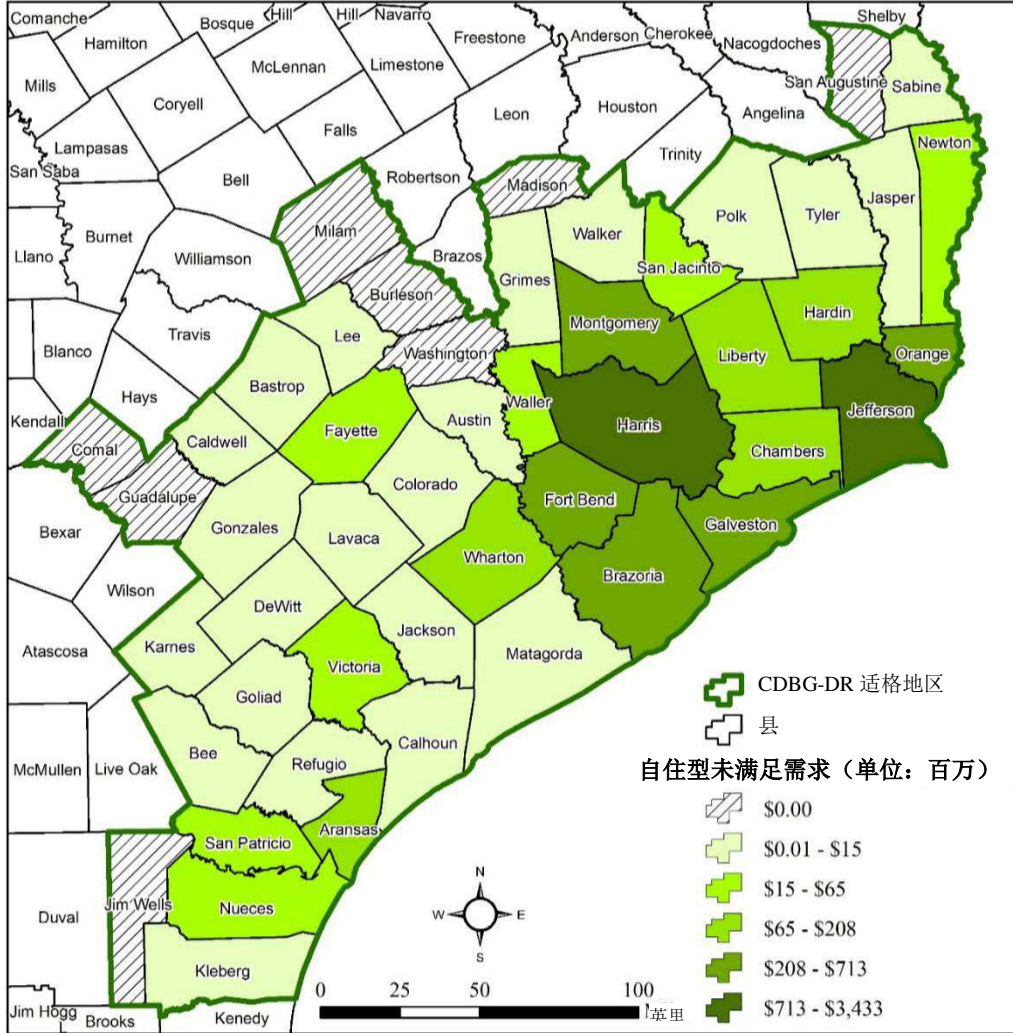 Comanche
Hamilton
Bosque
Hill
Hill
Navarro
Freestone
Anderson
Cherokee
Nacogdoches
Shelby
Mills
McLennan
Limestone
San Augustine
Sabine
Coryell
Leon
Houston
Angelina
Falls
Lampasas
Trinity
Newton
San Saba
Bell
Robertson
Madison
Jasper
Polk
Tyler
Burnet
Milam
Walker
Llano
Williamson
Brazos
San Jacinto
Grimes
Burleson
Hardin
Travis
Montgomery
Blanco
Lee
Washington
Liberty
Orange
Bastrop
Hays
Waller
Jefferson
Kendall
Austin
Harris
Comal
Caldwell
Fayette
Chambers
Colorado
Guadalupe
Fort Bend
Galveston
Bexar
Gonzales
Lavaca
Wharton
Brazoria
Wilson
DeWitt
Jackson
Atascosa
Karnes
Matagorda
Victoria
Goliad
Calhoun
Bee
Refugio
McMullen
Live Oak
Aransas
San Patricio
Jim Wells
Nueces
Duval
Kleberg
Jim Hogg
Brooks
Kenedy
CDBG-DR 适格地区
县
自住型未满足需求（单位：百万）
$0.00
$0.01 - $15
$15 - $65
$65 - $208
$208 - $713
$713 - $3,433
N
W E
S
0 25 50 100
英里